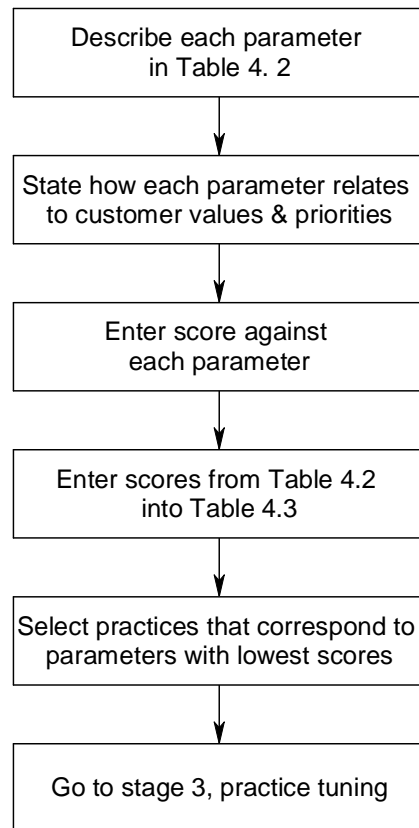 Describe each parameter
in Table 4. 2
State how each parameter relates
to customer values & priorities
Enter score against
each parameter
Enter scores from Table 4.2
into Table 4.3
Select practices that correspond to
parameters with lowest scores
Go to stage 3, practice tuning